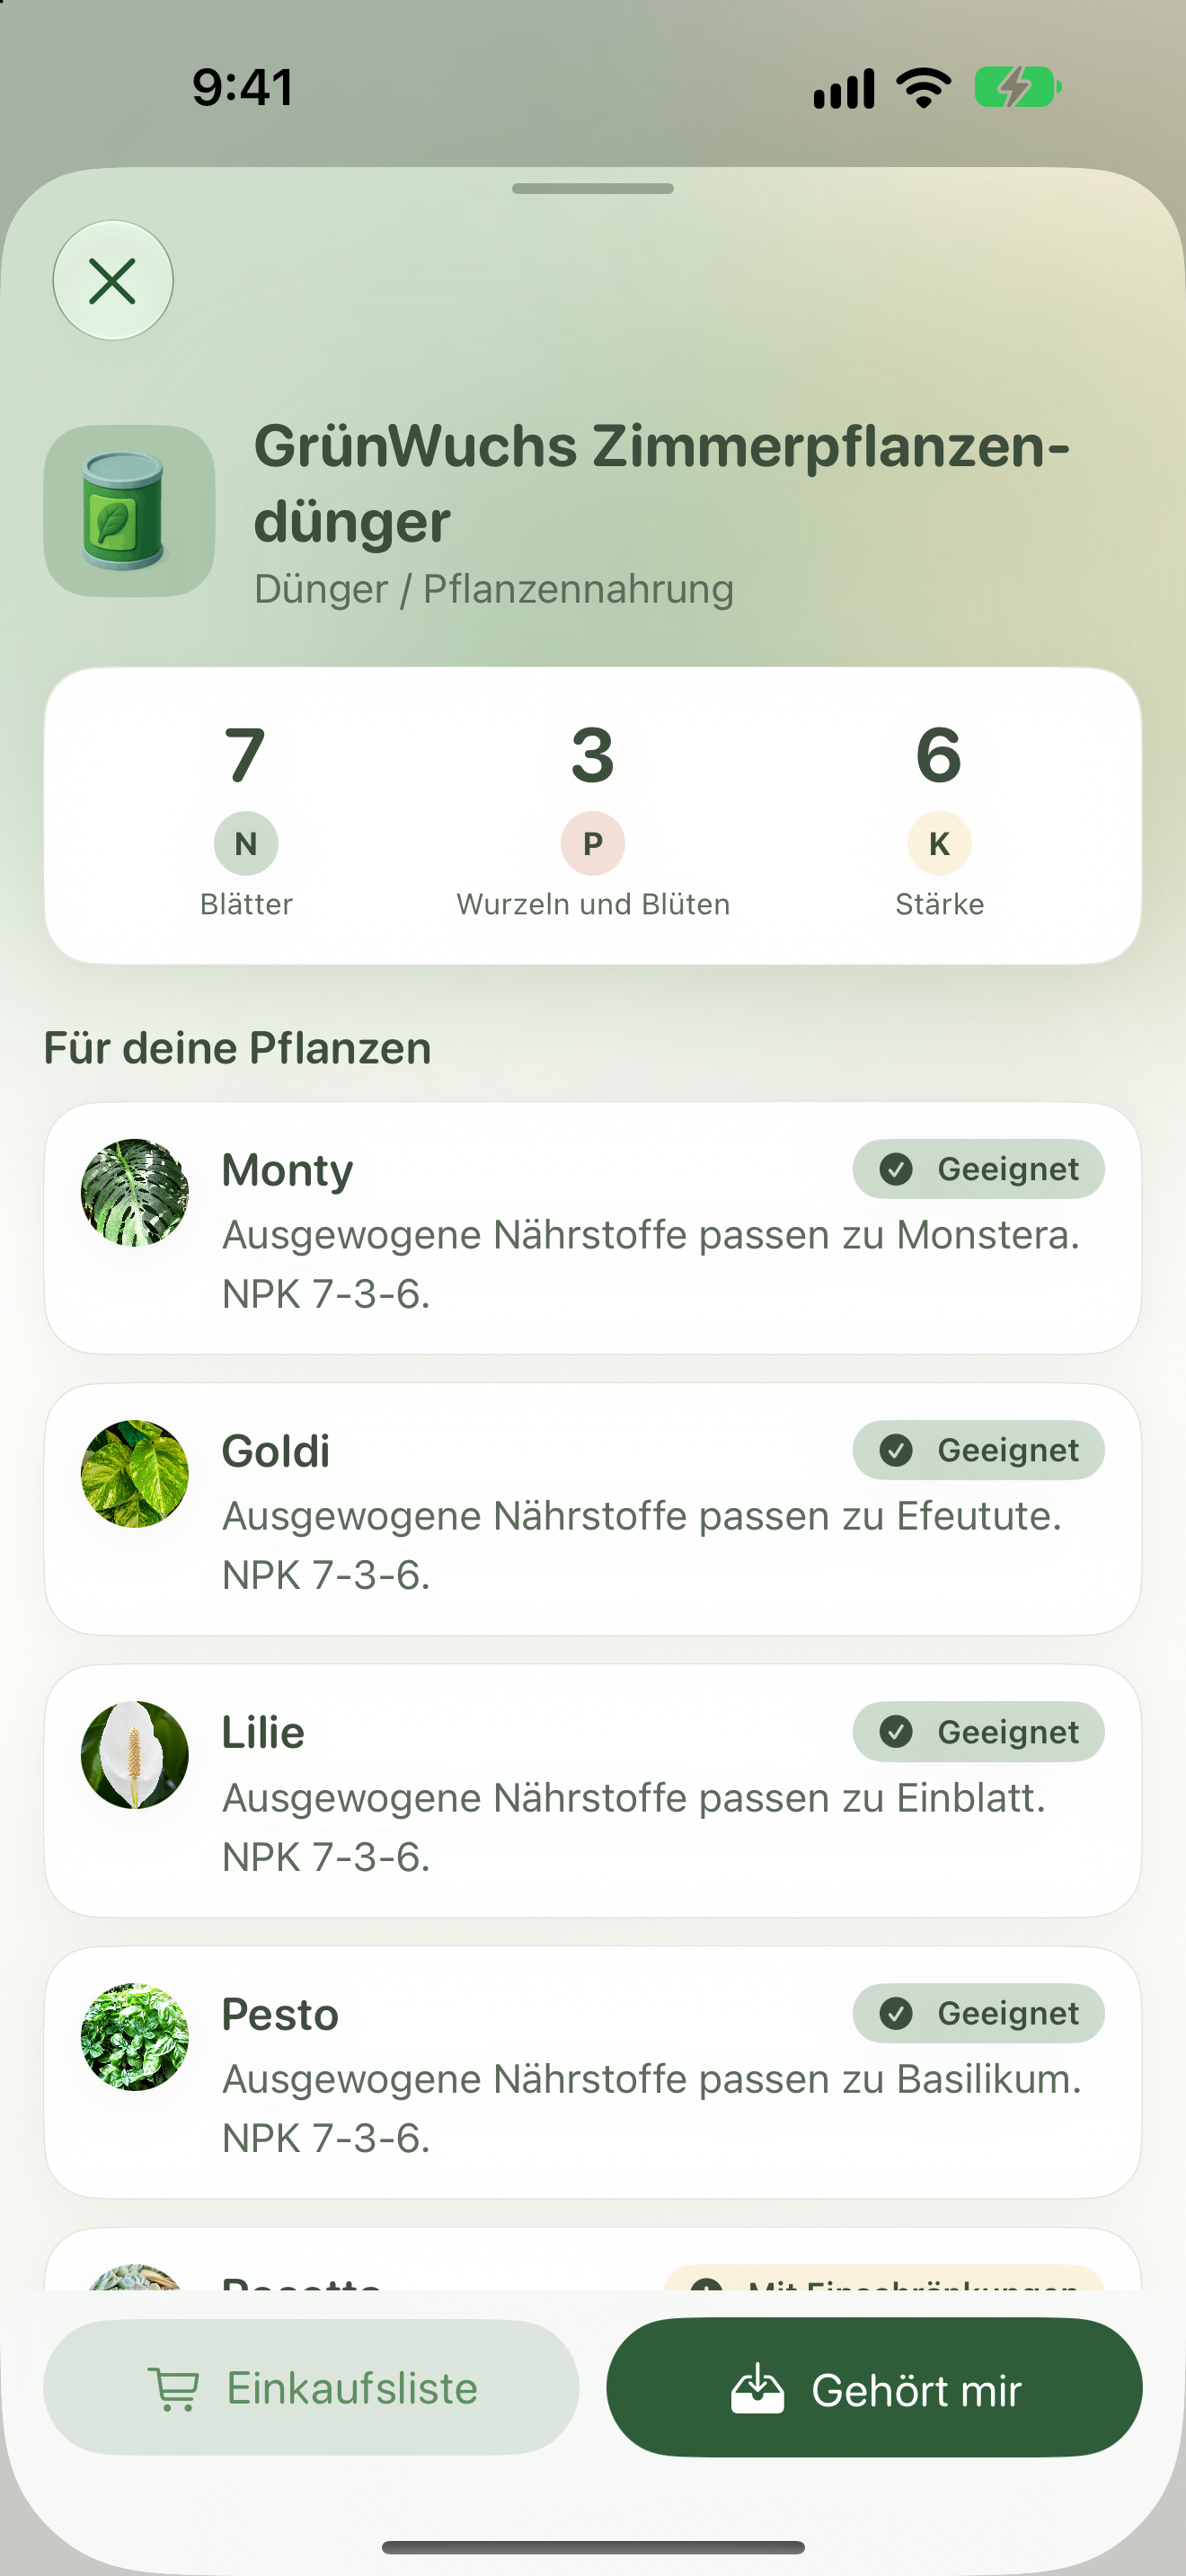 9:41
GrünWuchs Zimmerpflanzen-
dünger
Dünger / Pflanzennahrung
7
3
6
N
P
K
Blätter
Wurzeln und Blüten
Stärke
Für deine Pflanzen
Monty
Geeignet
Ausgewogene Nährstoffe passen zu Monstera.
NPK 7-3-6.
Goldi
Geeignet
Ausgewogene Nährstoffe passen zu Efeutute.
NPK 7-3-6.
Lilie
Geeignet
Ausgewogene Nährstoffe passen zu Einblatt.
NPK 7-3-6.
Pesto
Geeignet
Ausgewogene Nährstoffe passen zu Basilikum.
NPK 7-3-6.
Mit Einschränkungen
Einkaufsliste
Gehört mir